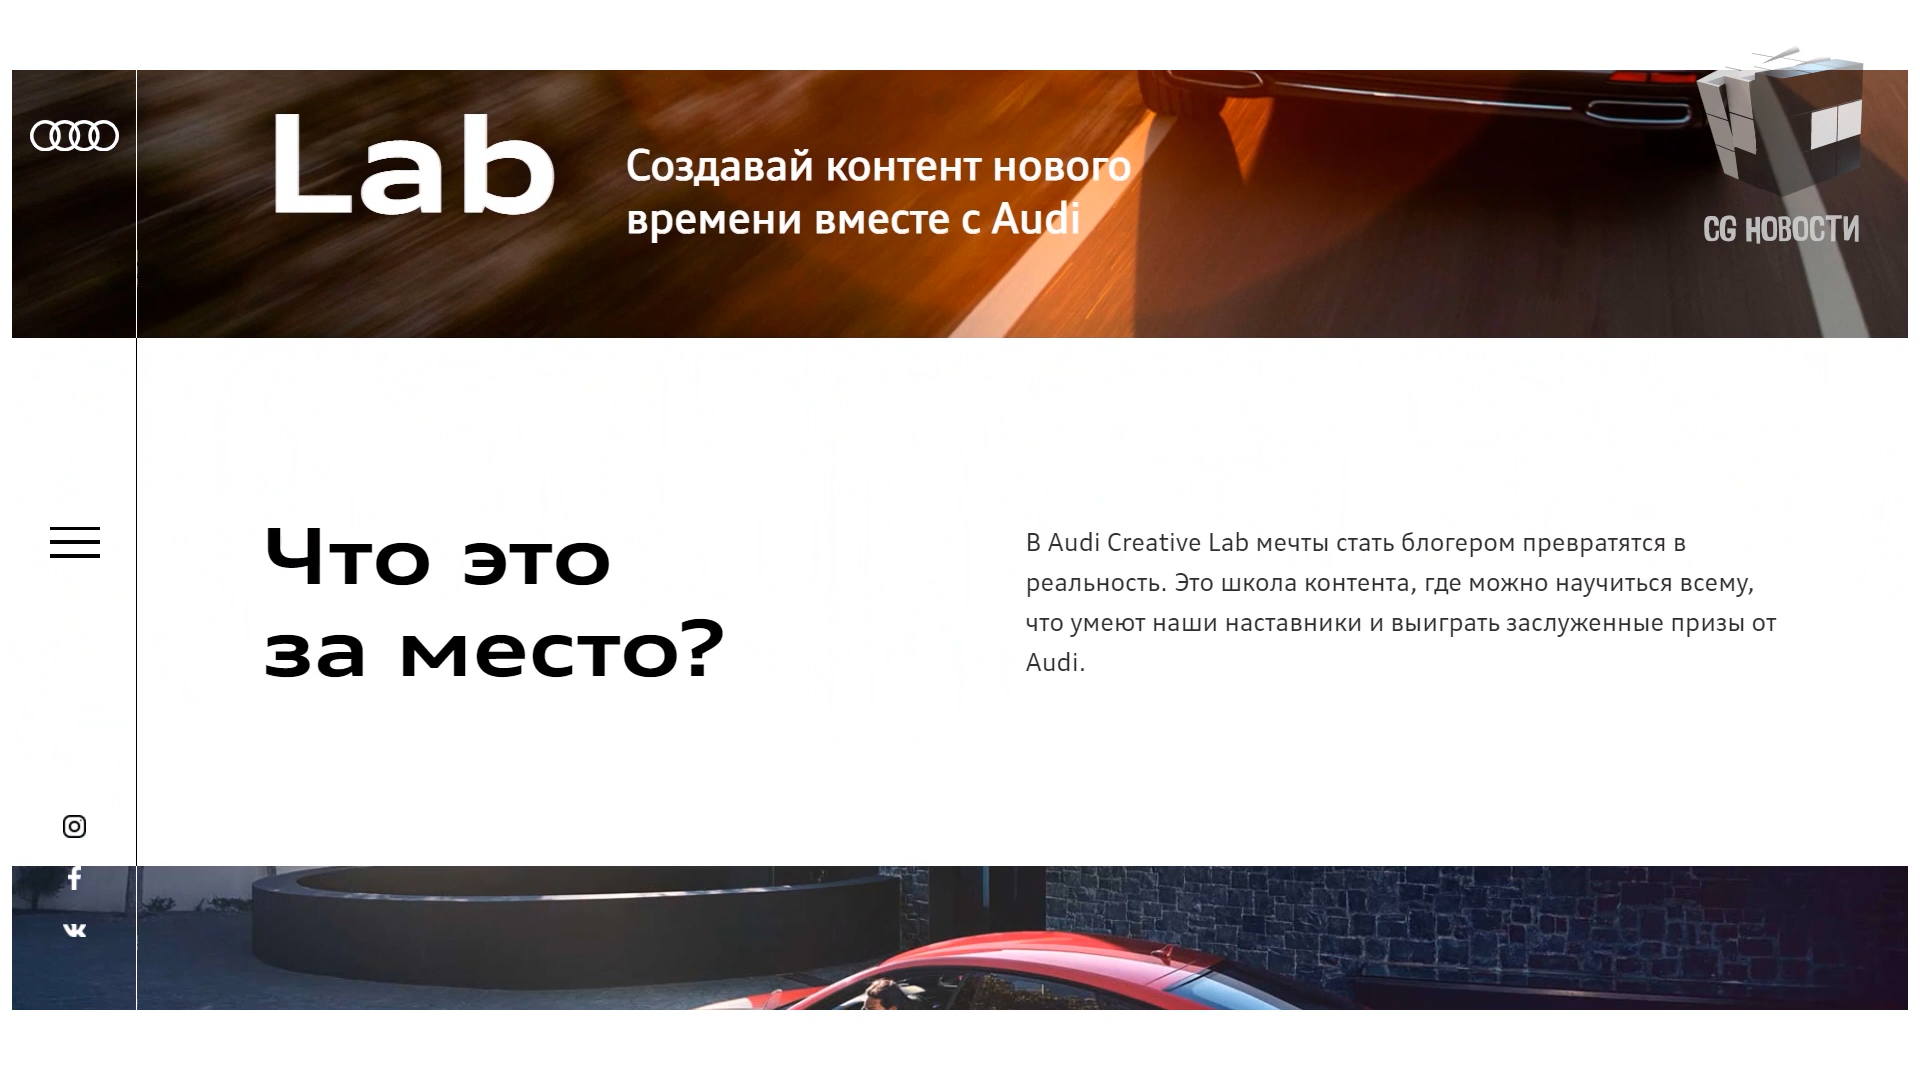 Lab
Создавай контент нового
времени вместе с Audi
CG НОВОСТИ
Что это
за место?
В Audi Creative Lab мечты стать блогером превратятся в
реальность. Это школа контента, где можно научиться всему,
что умеют наши наставники и выиграть заслуженные призы от
Audi.